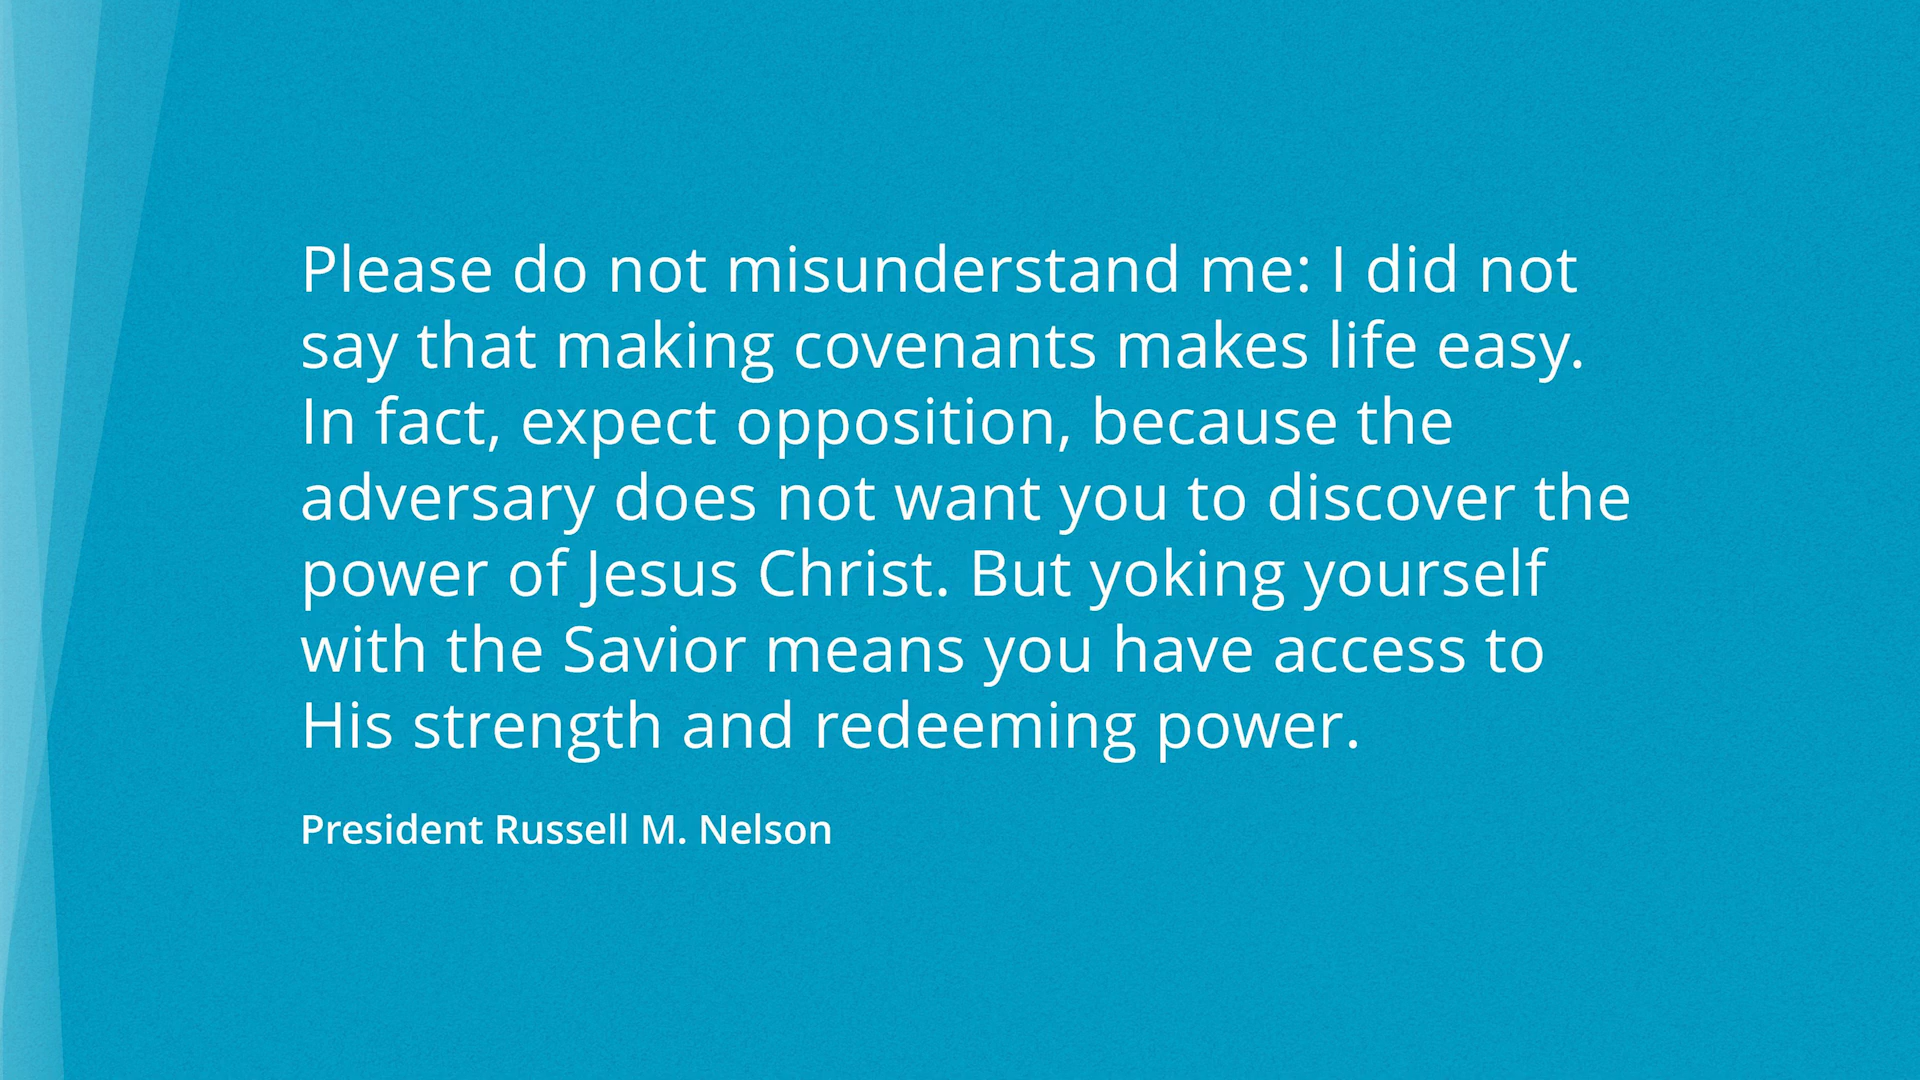 Please do not misunderstand me: I did not
say that making covenants makes life easy.
In fact, expect opposition, because the
adversary does not want you to discover the
power of Jesus Christ. But yoking yourself
with the Savior means you have access to
His strength and redeeming power.
President Russell M. Nelson